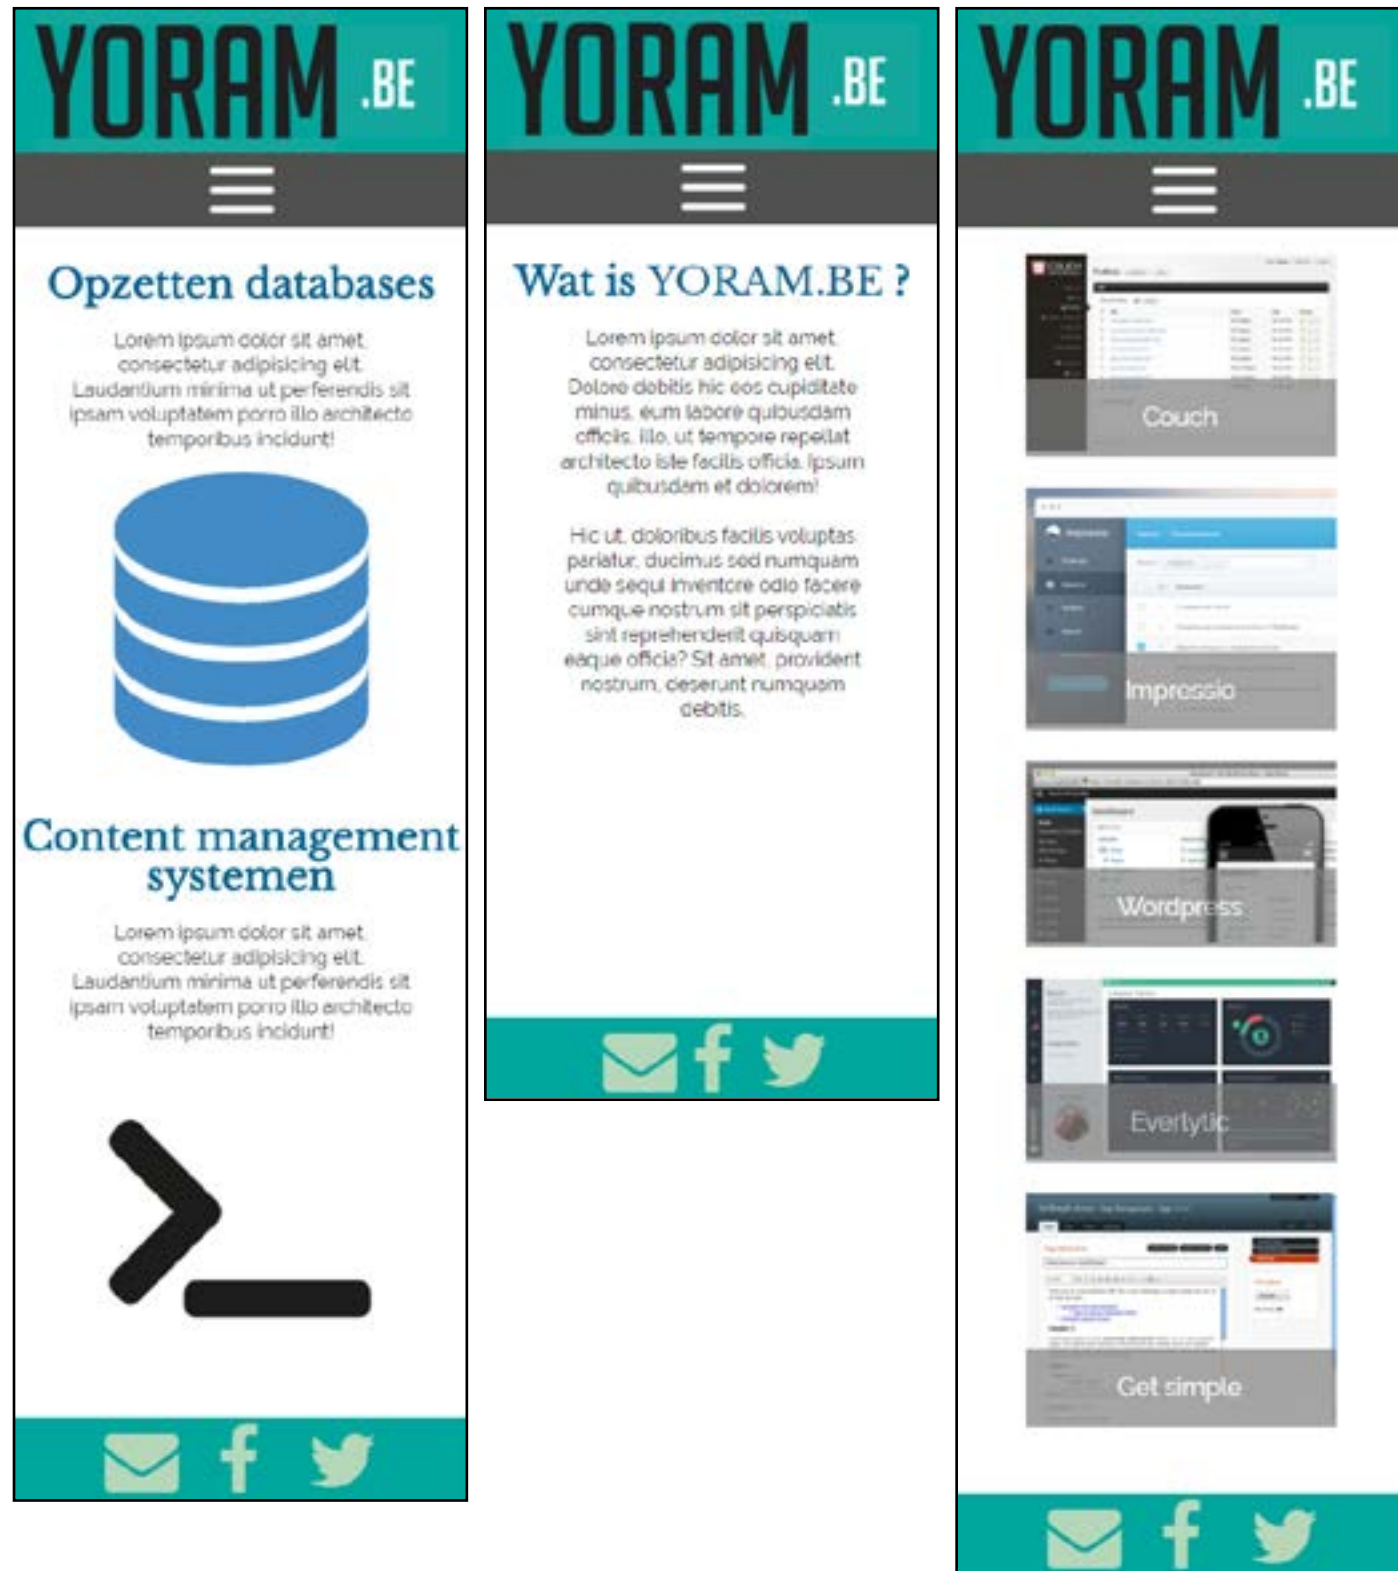 YORAM .BE
Opzetten databases
Lorem ipsum dolor sit amet,
consectetur adipisicing elit.
Laudantium minima ut perferendis sit
ipsam voluptatem porro illo architecto
temporibus incidunt!
Content management
systemen
Lorem ipsum dolor sit amet,
consectetur adipisicing elit.
Laudantium minima ut perferendis sit
ipsam voluptatem porro illo architecto
temporibus incidunt!
YORAM .BE
Wat is YORAM.BE ?
Lorem ipsum dolor sit amet,
consectetur adipisicing elit.
Dolore debitis hic eos cupiditate
minus, eum labore quibusdam
officiis, illo, ut tempore repellat
architecto iste facilis officia. Ipsum
quibusdam et dolorem!
Hic ut, doloribus facilis voluptas
pariatur, ducimus sed numquam
unde sequi inventore odio facere
cumque nostrum sit perspiciatis
sint reprehenderit quisquam
eaque officia? Sit amet, provident
nostrum, deserunt numquam
debitis.
YORAM .BE
Couch
Impressio
Wordpress
Everlytic
Get simple